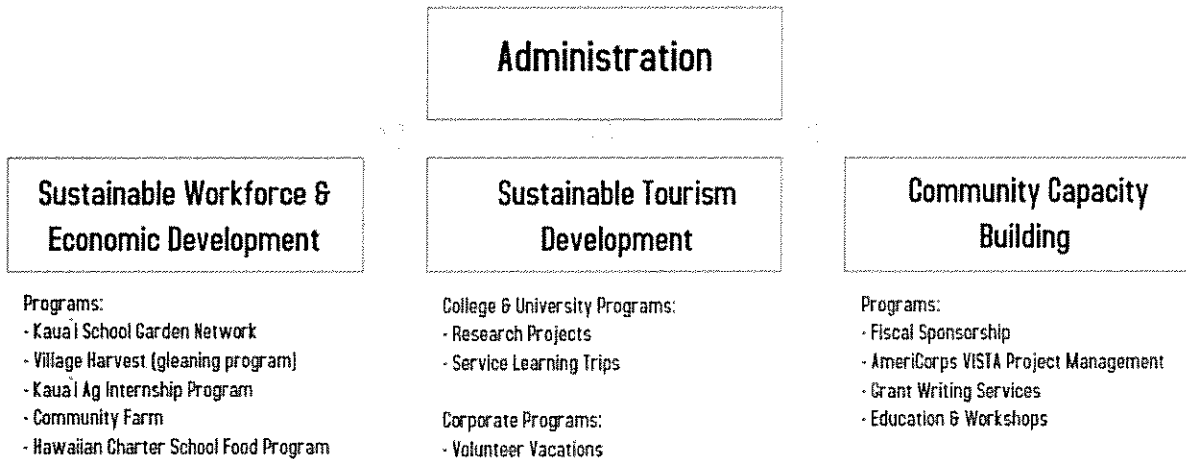 Administration
Sustainable Workforce &
Economic Development
Programs:
- Kaua`i School Garden Network
- Village Harvest (gleaning program)
- Kaua`i Ag Internship Program
- Community Farm
- Hawaiian Charter School Food Program
Sustainable Tourism
Development
College & University Programs:
- Research Projects
- Service Learning Trips
Corporate Programs:
- Volunteer Vacations
Community Capacity
Building
Programs:
- Fiscal Sponsorship
- AmeriCorps VISTA Project Management
- Grant Writing Services
- Education & Workshops